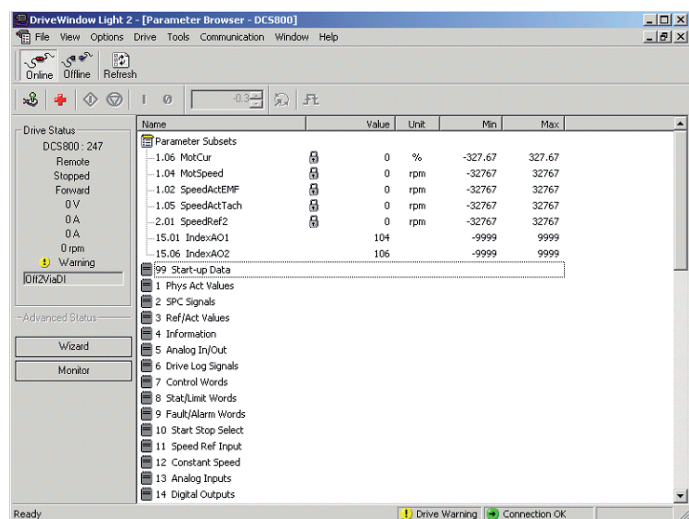 DriveWindow Light 2 - [Parameter Browser - DCS800]
File View Options Drive Tools Communication Window Help
Online Offline Refresh
-0.3
Drive Status
DCS800 : 247
Remote
Stopped
Forward
0 V
0 A
0 A
0 rpm
Warning
Off2ViaDI
Advanced Status
Wizard
Monitor
Name Value Unit Min Max
Parameter Subsets
1.06 MotCur 0 % -327.67 327.67
1.04 MotSpeed 0 rpm -32767 32767
1.02 SpeedActEMF 0 rpm -32767 32767
1.05 SpeedActTach 0 rpm -32767 32767
2.01 SpeedRef2 0 rpm -32767 32767
15.01 IndexAO1 104 -9999 9999
15.06 IndexAO2 106 -9999 9999
99 Start-up Data
1 Phys Act Values
2 SPC Signals
3 Ref/Act Values
4 Information
5 Analog In/Out
6 Drive Log Signals
7 Control Words
8 Stat/Limit Words
9 Fault/Alarm Words
10 Start Stop Select
11 Speed Ref Input
12 Constant Speed
13 Analog Inputs
14 Digital Outputs
Ready Drive Warning Connection OK